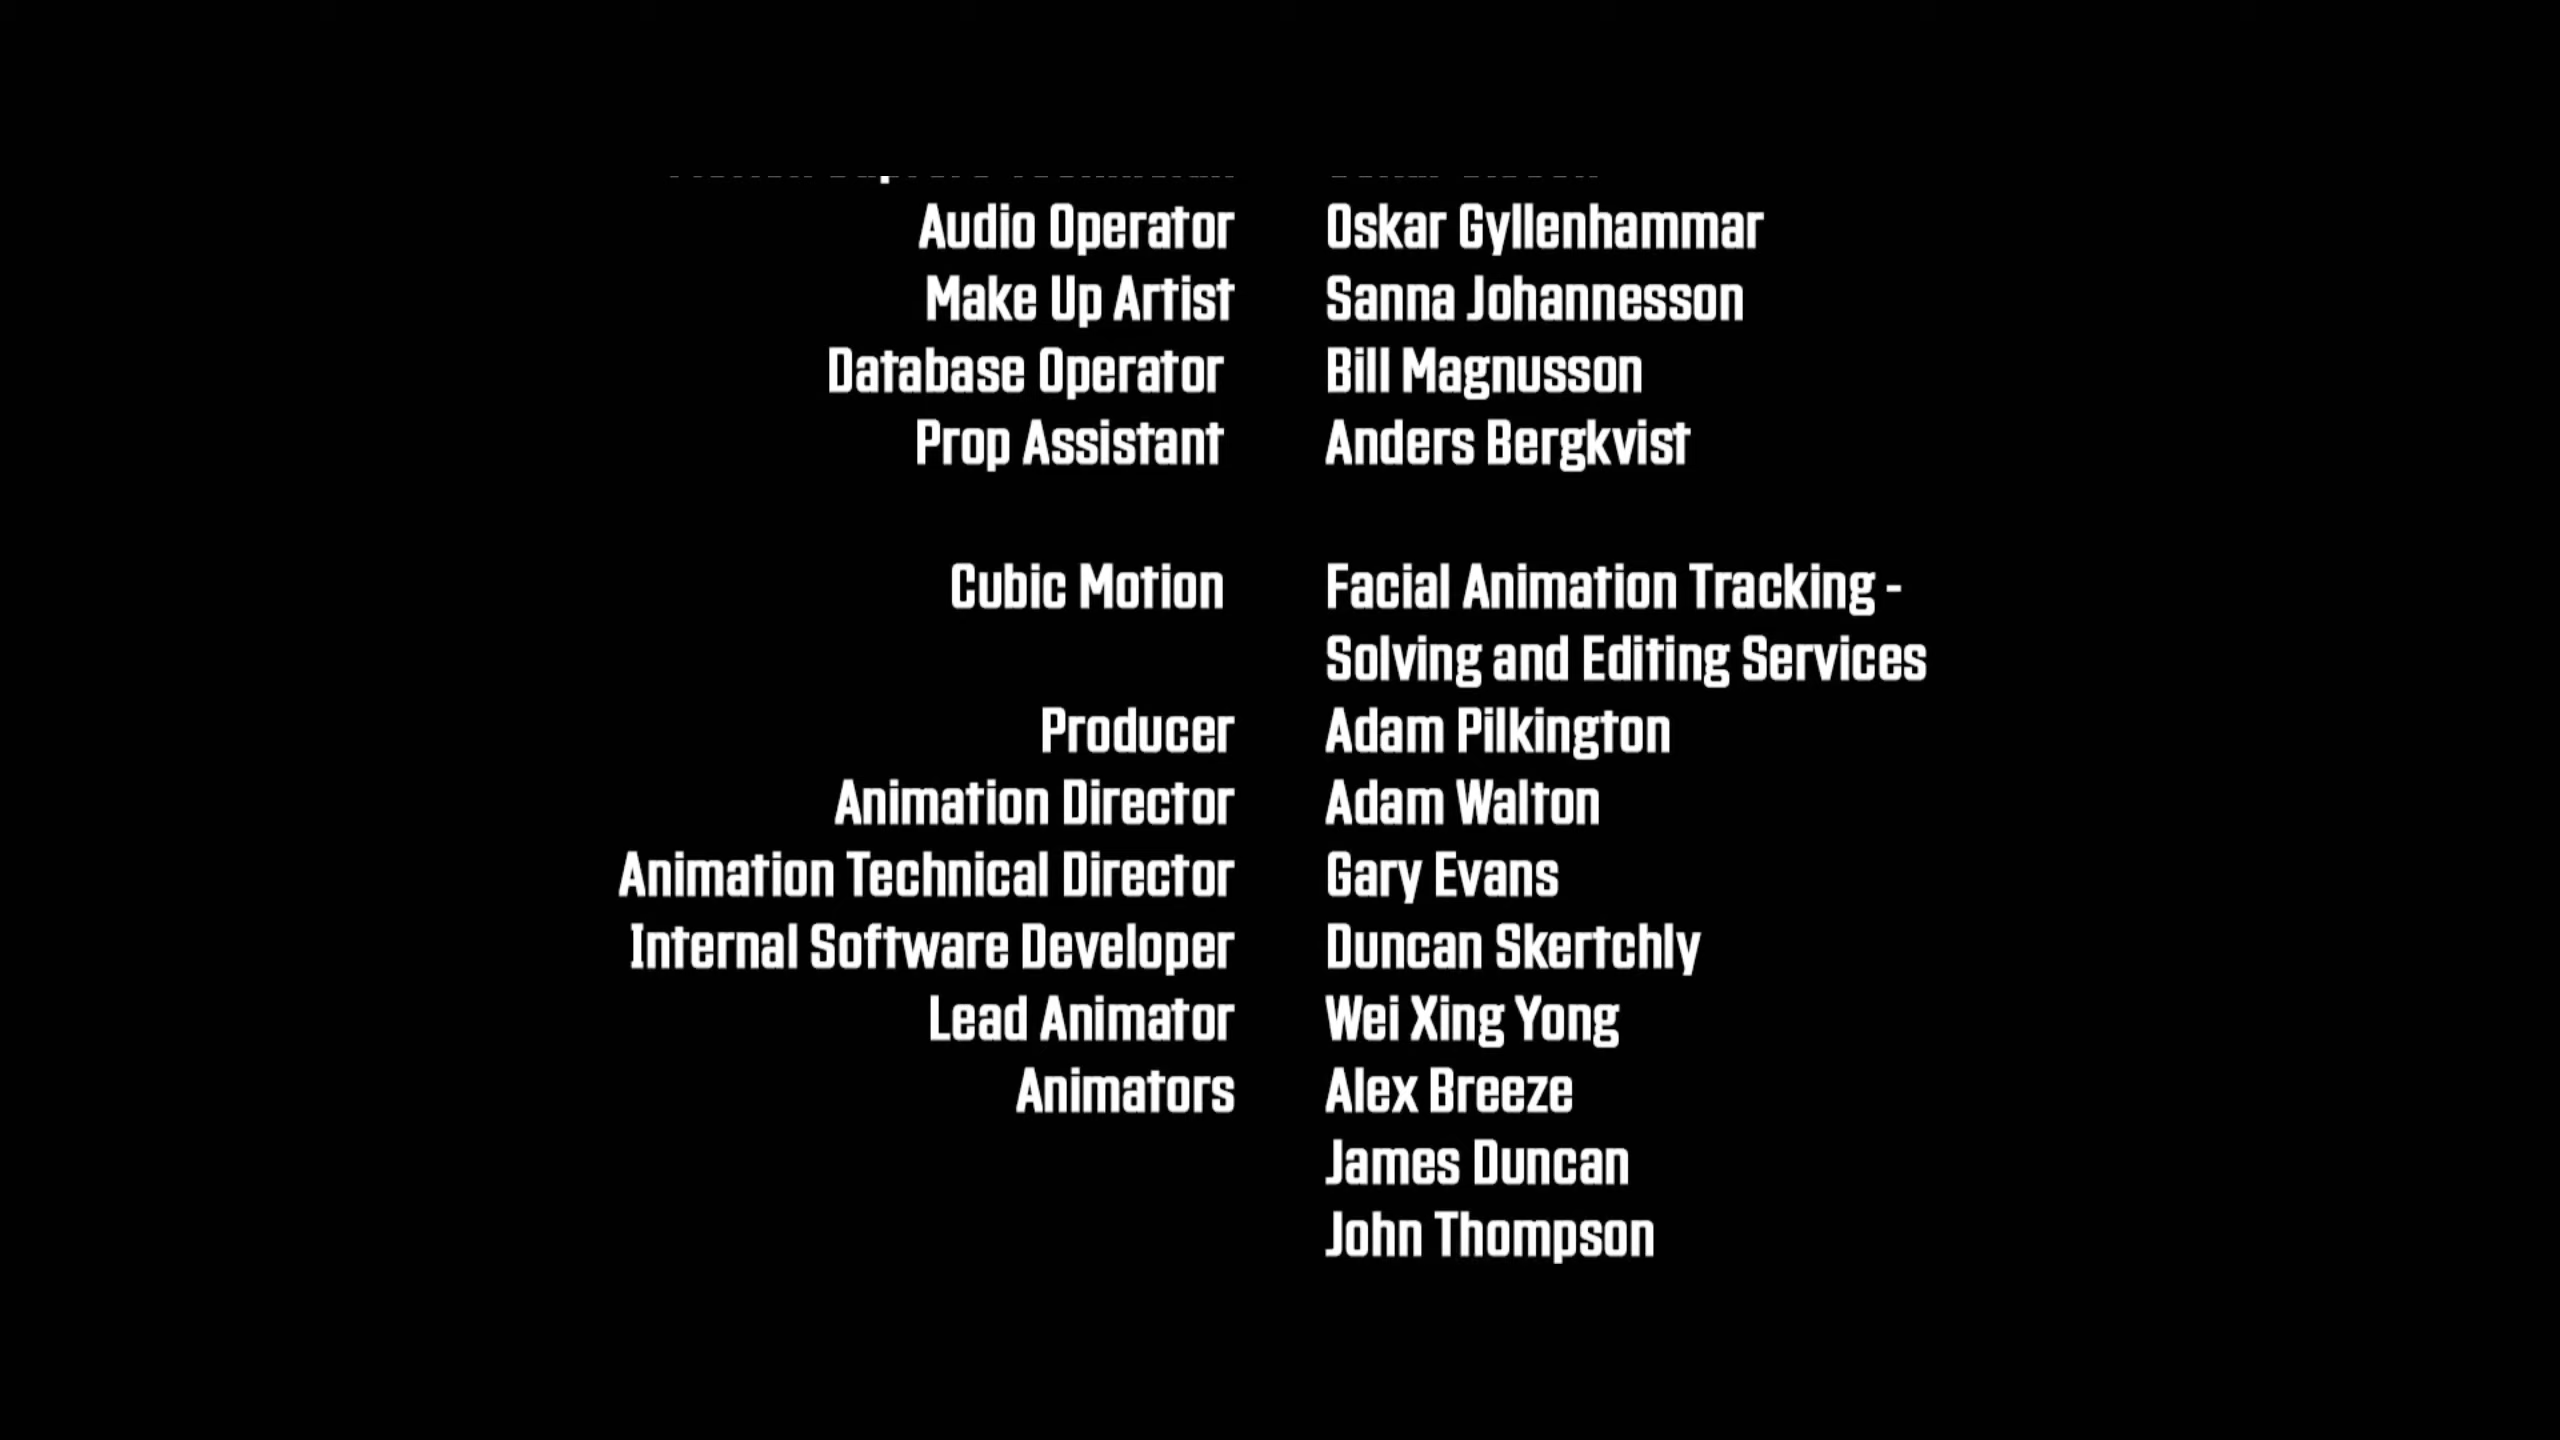 Audio Operator Oskar Gyllenhammar
Make Up Artist Sanna Johannesson
Database Operator Bill Magnusson
Prop Assistant Anders Bergkvist
Cubic Motion Facial Animation Tracking -
Solving and Editing Services
Producer Adam Pilkington
Animation Director Adam Walton
Animation Technical Director Gary Evans
Internal Software Developer Duncan Skertchly
Lead Animator Wei Xing Yong
Animators Alex Breeze
James Duncan
John Thompson